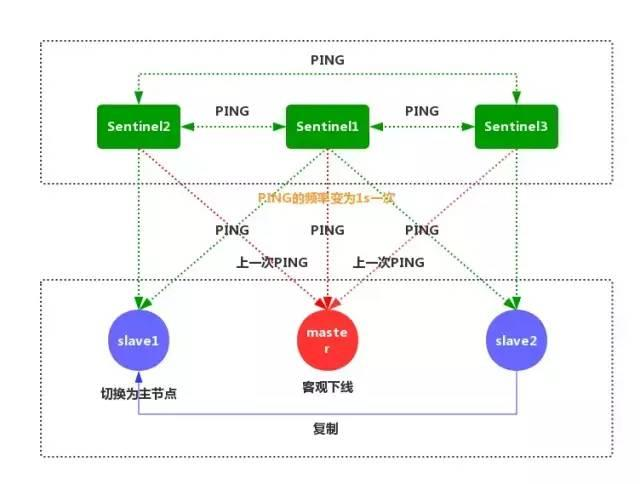 PING
PING
PING
Sentinel2
Sentinel1
Sentinel3
PING的频率变为1s一次
PING
PING
PING
上一次PING
上一次PING
slave1
maste
r
slave2
切换为主节点
客观下线
复制